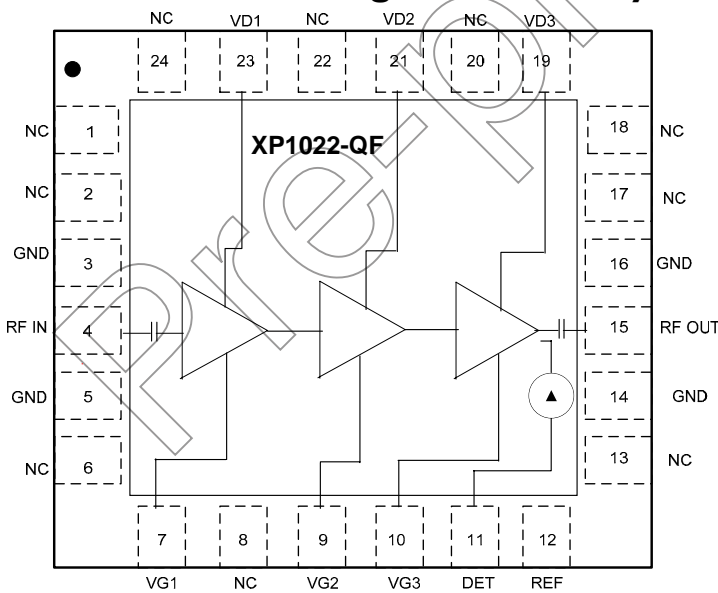 NC VD1 NC VD2 NC VD3
24 23 22 21 20 19
XP1022-QF
NC 1 18 NC
NC 2 17 NC
GND 3 16 GND
RF IN 4 15 RF OUT
GND 5 14 GND
NC 6 13 NC
7 8 9 10 11 12
VG1 NC VG2 VG3 DET REF